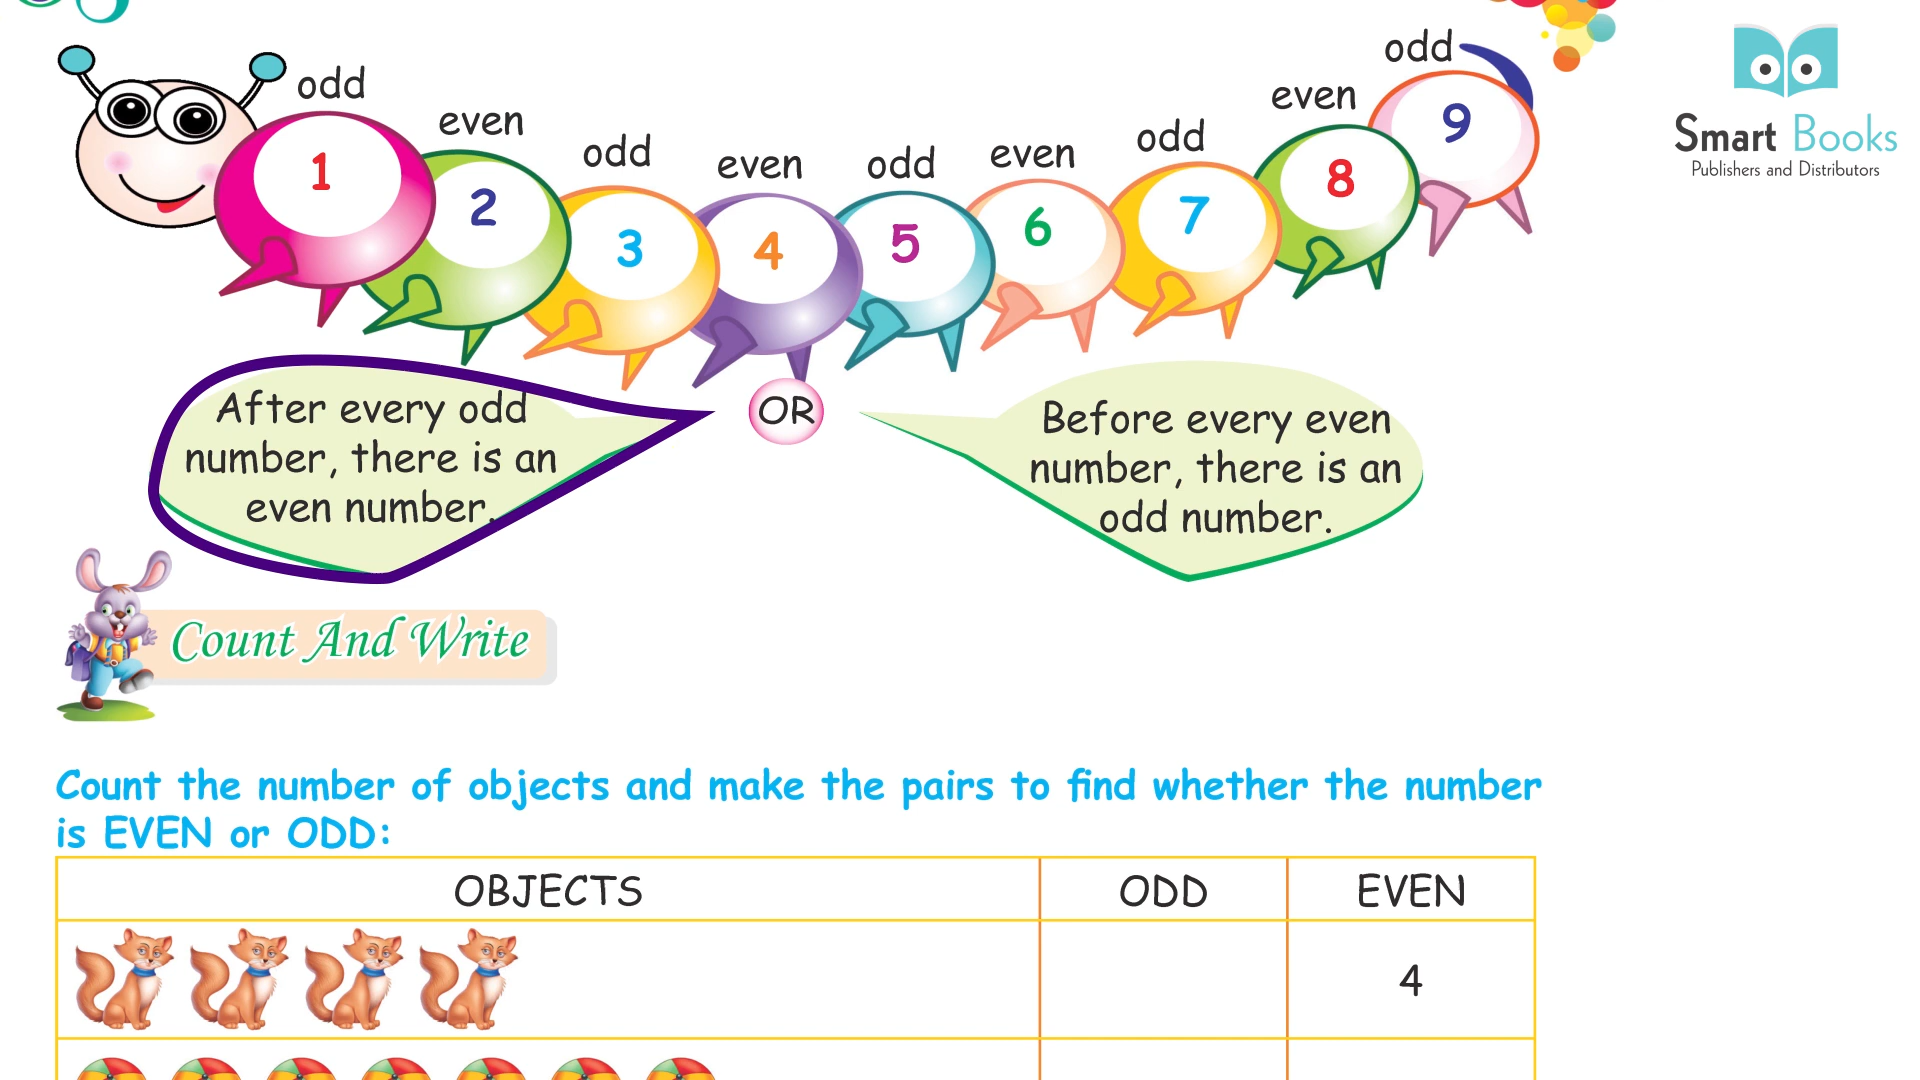 odd
even
odd
even
odd
even
odd
even
odd
1
2
3
4
5
6
7
8
9
Smart Books
Publishers and Distributors
After every odd
number, there is an
even number.
OR
Before every even
number, there is an
odd number.
Count And Write
Count the number of objects and make the pairs to find whether the number
is EVEN or ODD:
OBJECTS ODD EVEN
4